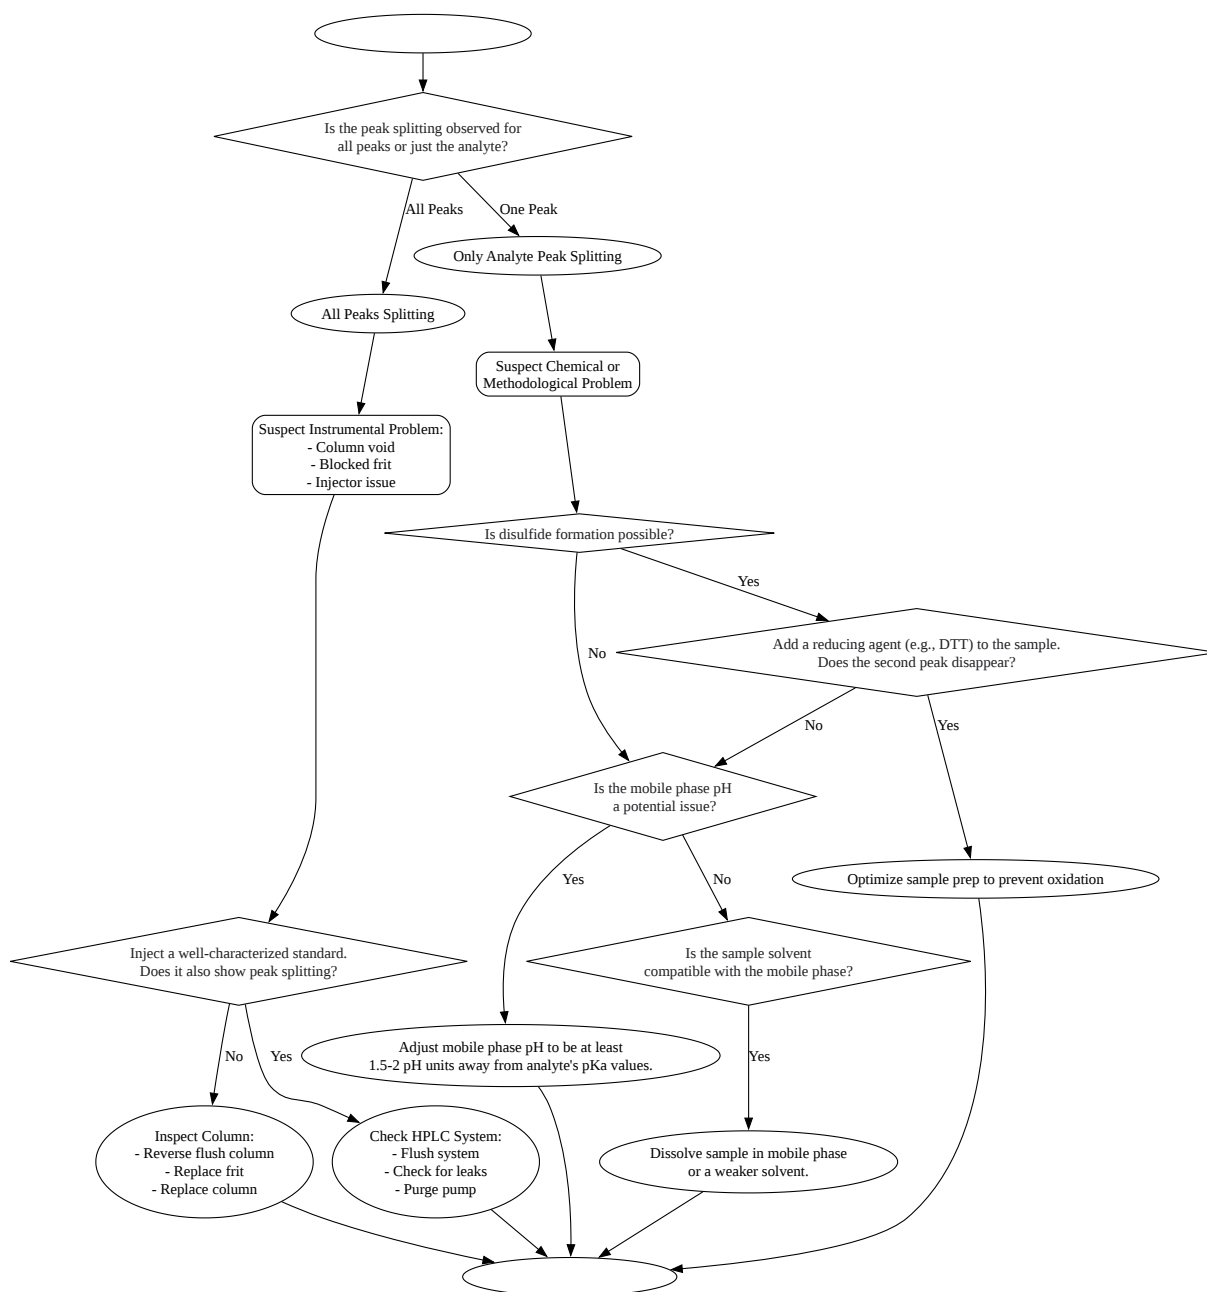 Is the peak splitting observed for
all peaks or just the analyte?
All Peaks
One Peak
Only Analyte Peak Splitting
All Peaks Splitting
Suspect Chemical or
Methodological Problem
Suspect Instrumental Problem:
- Column void
- Blocked frit
- Injector issue
Is disulfide formation possible?
Yes
No
Add a reducing agent (e.g., DTT) to the sample.
Does the second peak disappear?
No
Yes
Is the mobile phase pH
a potential issue?
Yes
No
Optimize sample prep to prevent oxidation
Inject a well-characterized standard.
Does it also show peak splitting?
Is the sample solvent
compatible with the mobile phase?
No
Yes
Adjust mobile phase pH to be at least
1.5-2 pH units away from analyte's pKa values.
Yes
Inspect Column:
- Reverse flush column
- Replace frit
- Replace column
Check HPLC System:
- Flush system
- Check for leaks
- Purge pump
Dissolve sample in mobile phase
or a weaker solvent.